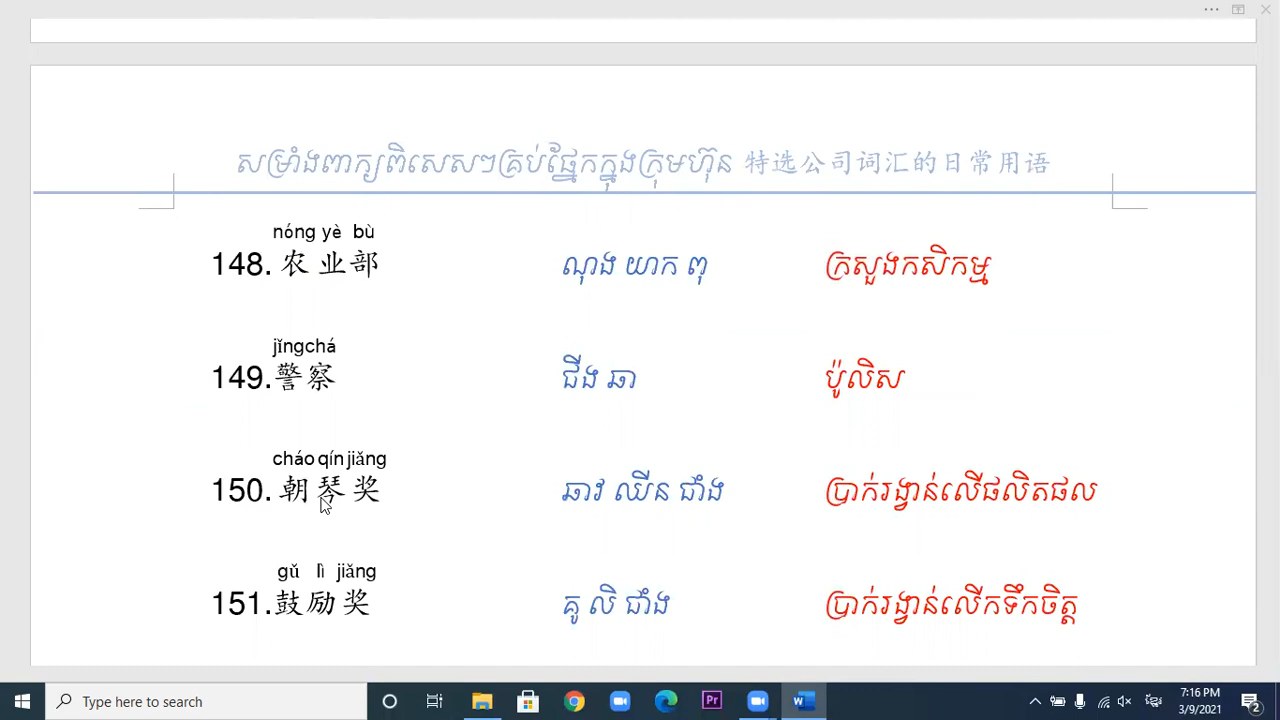 សម្រាំងពាក្យពិសេសៗគ្រប់ផ្នែកក្នុងក្រុមហ៊ុន 特选公司词汇的日常用语
nóng yè bù
148. 农业部 ណុង យាក ពុ ក្រសួងកសិកម្ម
jǐngchá
149.警察 ជីង ឆា ប៉ូលិស
cháo qín jiǎng
150. 朝琴奖 ឆាវ ឈីន ជាំង ប្រាក់រង្វាន់លើផលិតផល
gǔ lì jiǎng
151.鼓励奖 គូ លិ ជាំង ប្រាក់រង្វាន់លើកទឹកចិត្ត
Type here to search
7:16 PM
3/9/2021
2